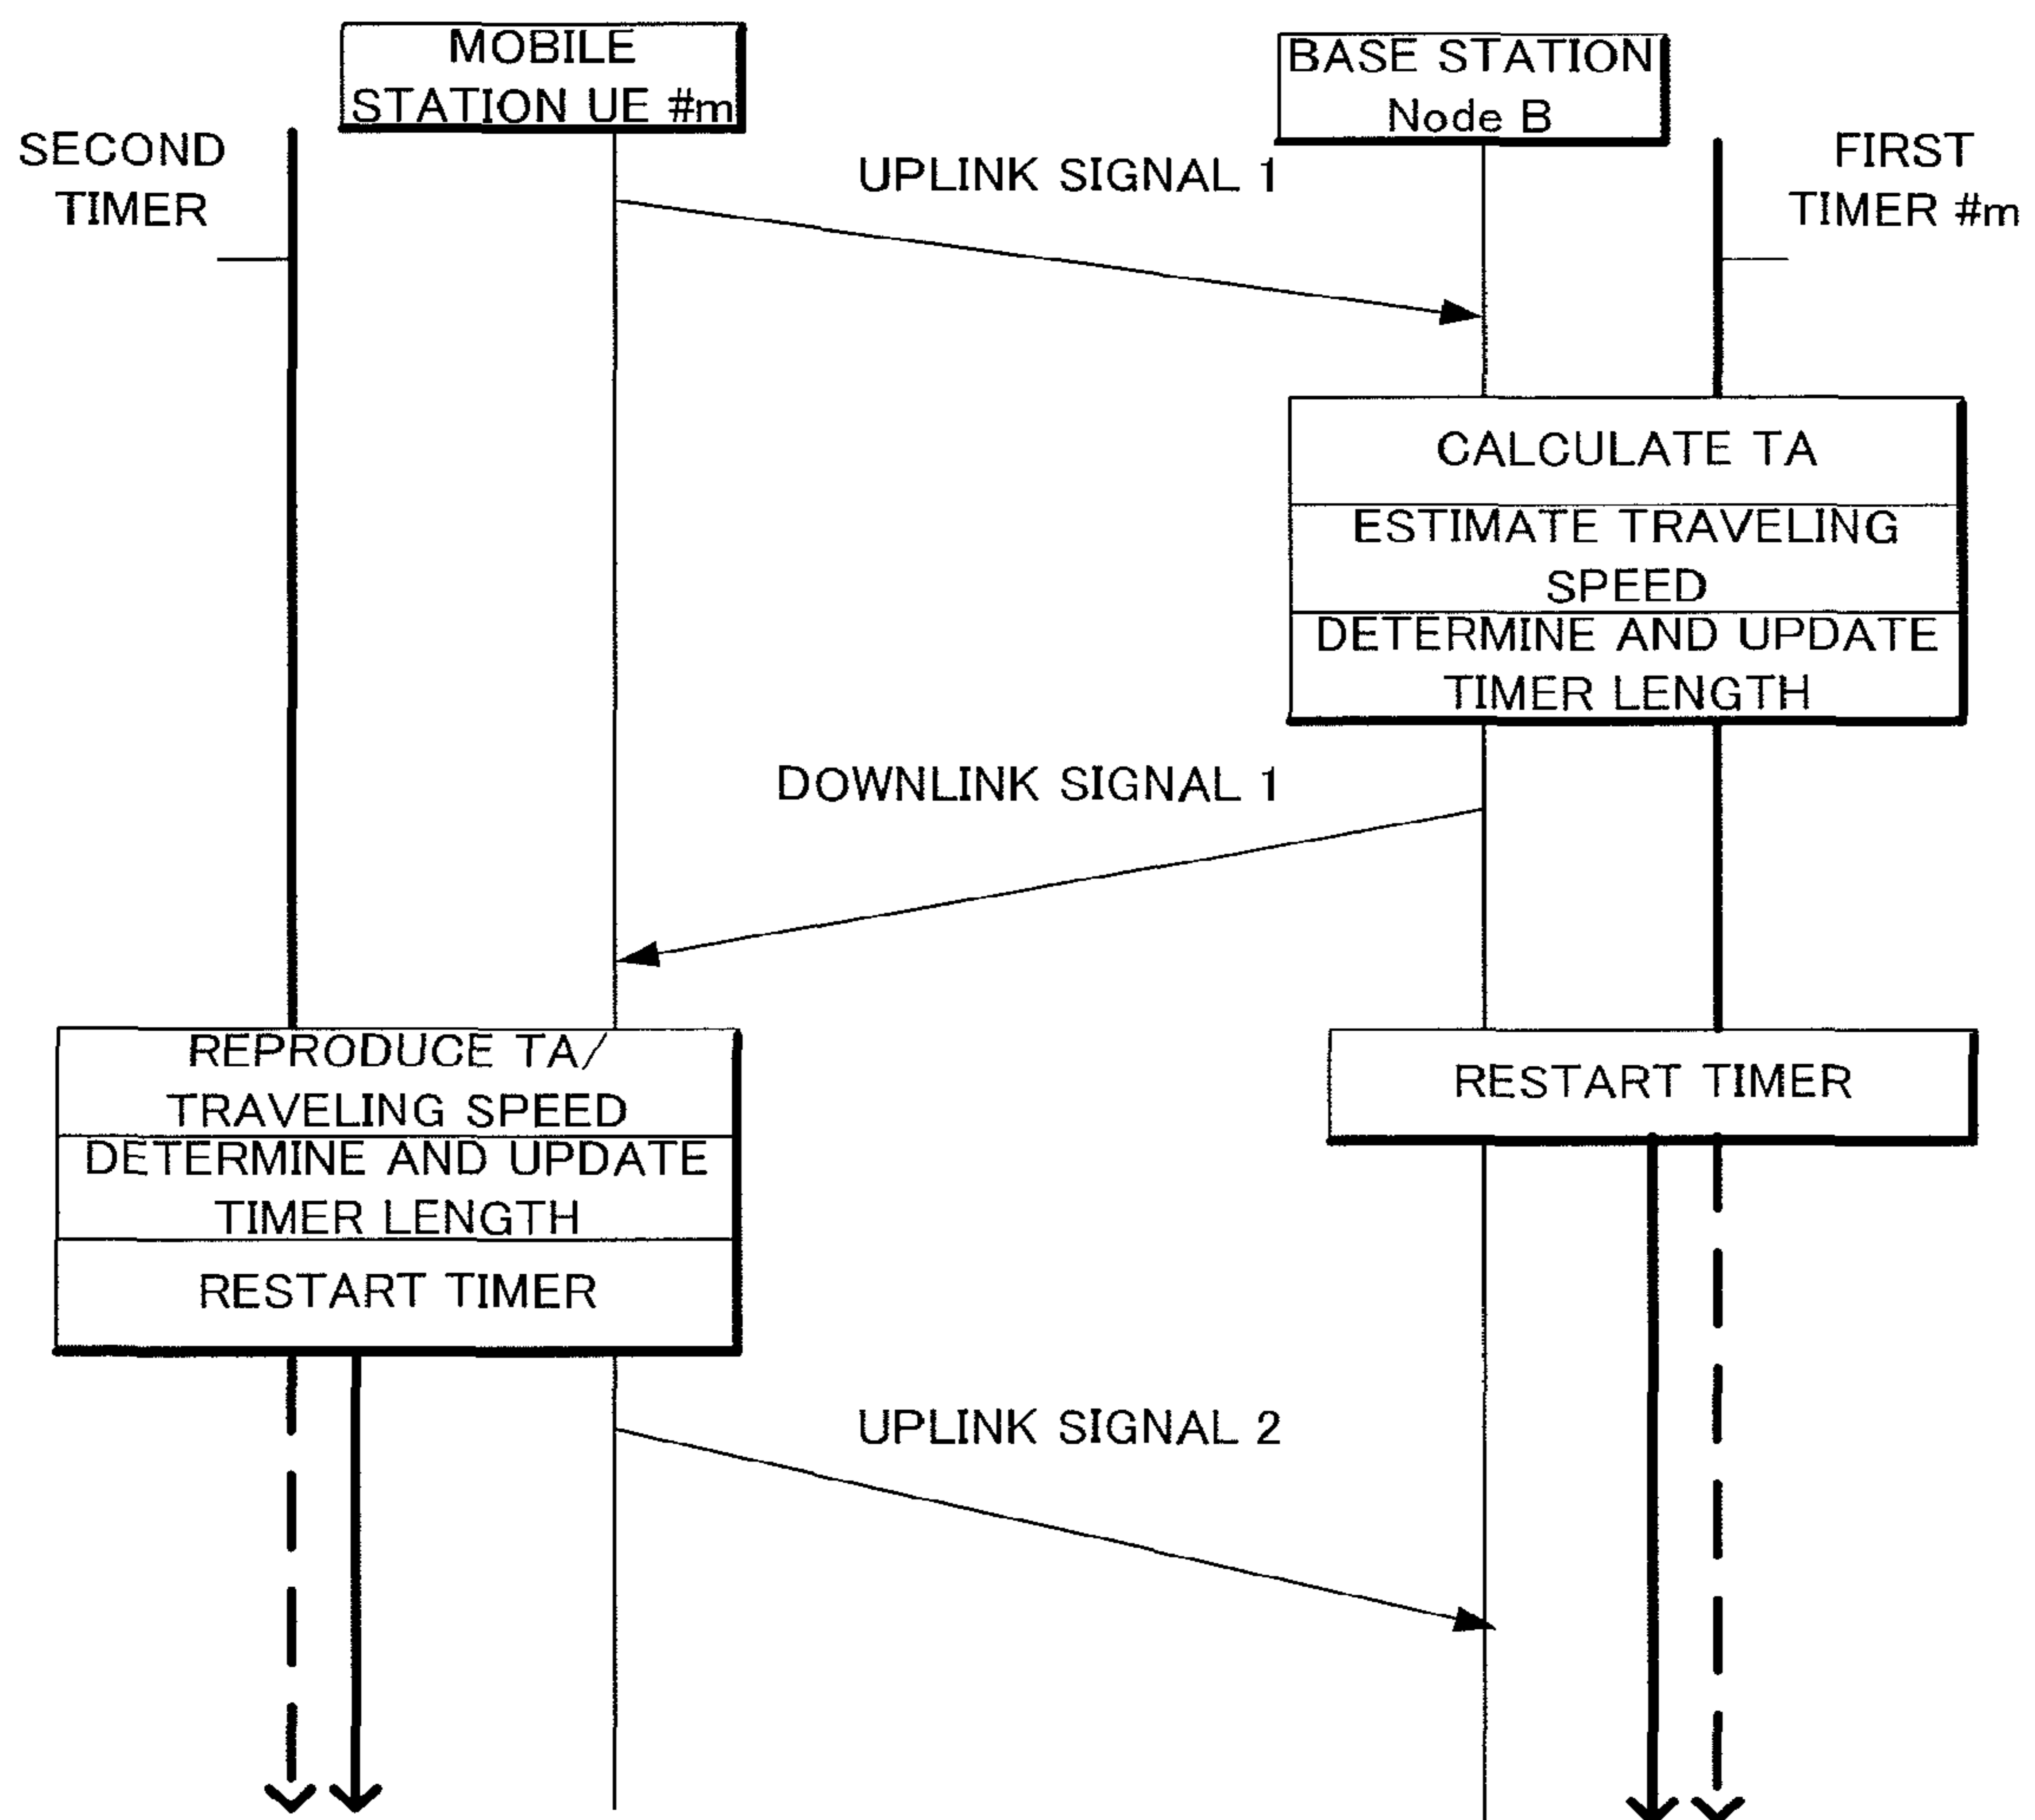 MOBILE
STATION UE #m
BASE STATION
Node B
SECOND
TIMER
FIRST
TIMER #m
UPLINK SIGNAL 1
CALCULATE TA
ESTIMATE TRAVELING
SPEED
DETERMINE AND UPDATE
TIMER LENGTH
DOWNLINK SIGNAL 1
REPRODUCE TA/
TRAVELING SPEED
DETERMINE AND UPDATE
TIMER LENGTH
RESTART TIMER
RESTART TIMER
UPLINK SIGNAL 2